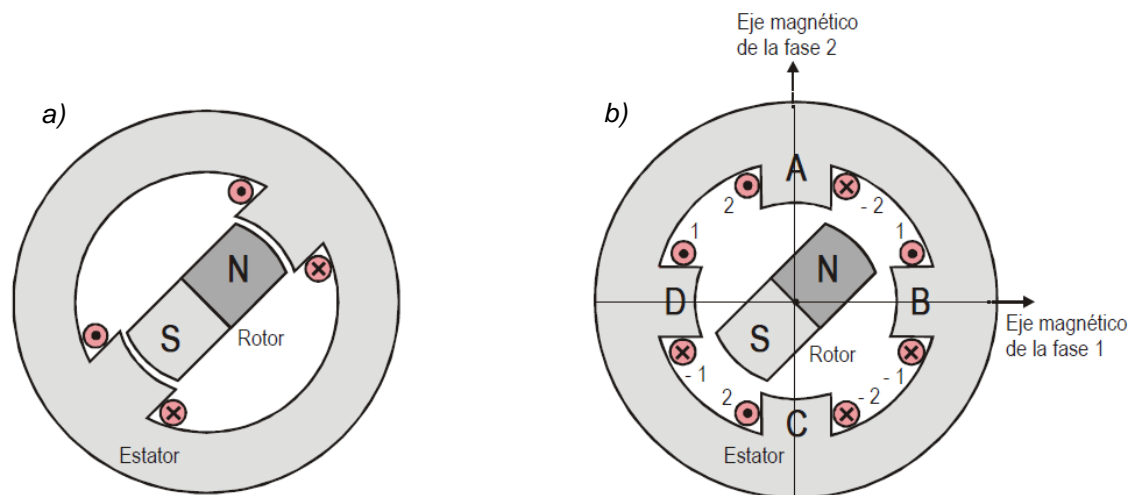 a)
N
S
Rotor
Estator
b)
Eje magnético
de la fase 2
A
2
- 2
1
1
N
D
B
S
Rotor
Eje magnético
de la fase 1
- 1
- 1
2
- 2
C
Estator